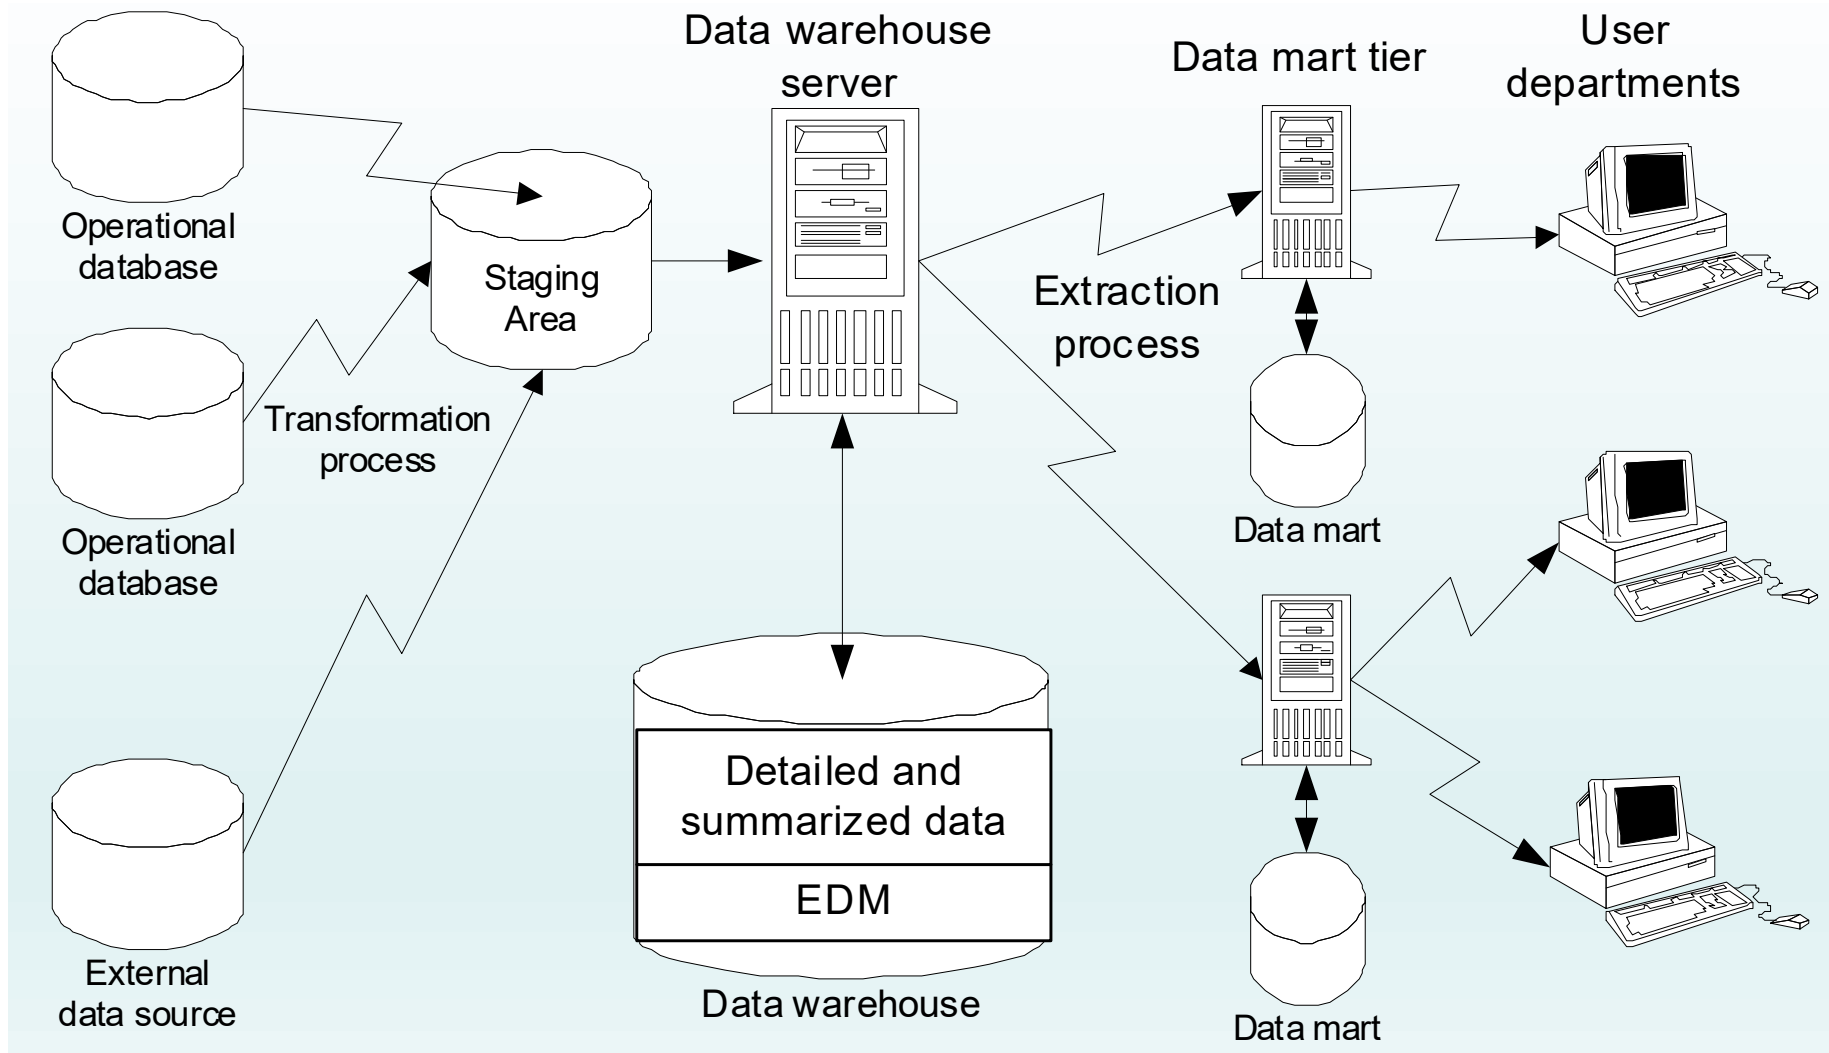 Data warehouse
server
Data mart tier
User
departments
Operational
database
Staging
Area
Extraction
process
Transformation
process
Data mart
Operational
database
Detailed and
summarized data
EDM
External
data source
Data warehouse
Data mart